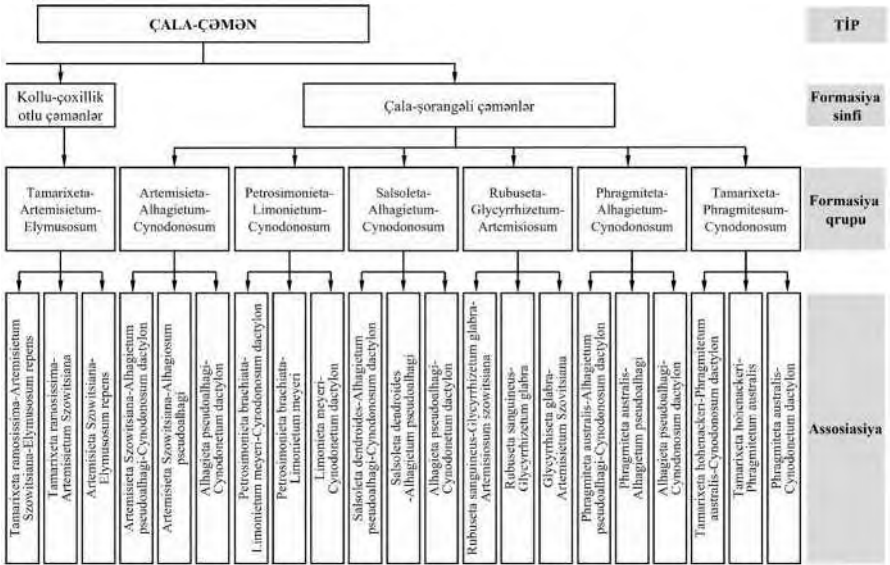 ÇALA-ÇƏMƏN
TİP
Kollu-çoxillik
otlu çəmənlər
Çala-şorangəli çəmənlər
Formasiya
sinfi
Tamarixeta-
Artemisietum-
Elymusosum
Artemisieta-
Alhagietum-
Cynodonosum
Petrosimonieta-
Limonietum-
Cynodonosum
Salsoleta-
Alhagietum-
Cynodonosum
Rubuseta-
Glycyrrhizetum-
Artemisiosum
Phragmiteta-
Alhagietum-
Cynodonosum
Tamarixeta-
Phragmitesum-
Cynodonosum
Formasiya
qrupu
Tamarixeta ramosissima-Artemisietum
Szowitsiana-Elymusosum repens
Tamarixeta ramosissima-
Artemisietum Szowitsiana
Artemisieta Szowitsiana-
Elymusosum repens
Artemisieta Szowitsiana-Alhagietum
pseudoalhagi-Cynodonosum dactylon
Artemisieta Szowitsiana-Alhagiosum
pseudoalhagi
Alhagieta pseudoalhagi-
Cynodonetum dactylon
Petrosimonieta brachiata-
Limonietum meyeri-Cynodonosum dactylon
Petrosimonieta brachiata-
Limonietum meyeri
Limonieta meyeri-
Cynodonetum dactylon
Salsoleta dendroides-Alhagietum
pseudoalhagi-Cynodonosum dactylon
Salsoleta dendroides
-Alhagietum pseudoalhagi
Alhagieta pseudoalhagi-
Cynodonetum dactylon
Rubuseta sanguineus-Glycyrrhizetum glabra-
Artemisiosum szowitsiana
Rubuseta sanguineus-
Glycyrrhizetum glabra
Glycyrrhiseta glabra-
Artemisietum Szovitsiana
Phragmiteta australis-Alhagietum
pseudoalhagi-Cynodonosum dactylon
Phragmiteta australis-
Alhagietum pseudoalhagi
Alhagieta pseudoalhagi-
Cynodonosum dactylon
Tamarixeta hohenackeri-Phragmitetum
australis-Cynodonosum dactylon
Tamarixeta hohenackeri-
Phragmitetum australis
Phragmiteta australis-
Cynodonetum dactylon
Assosiasiya